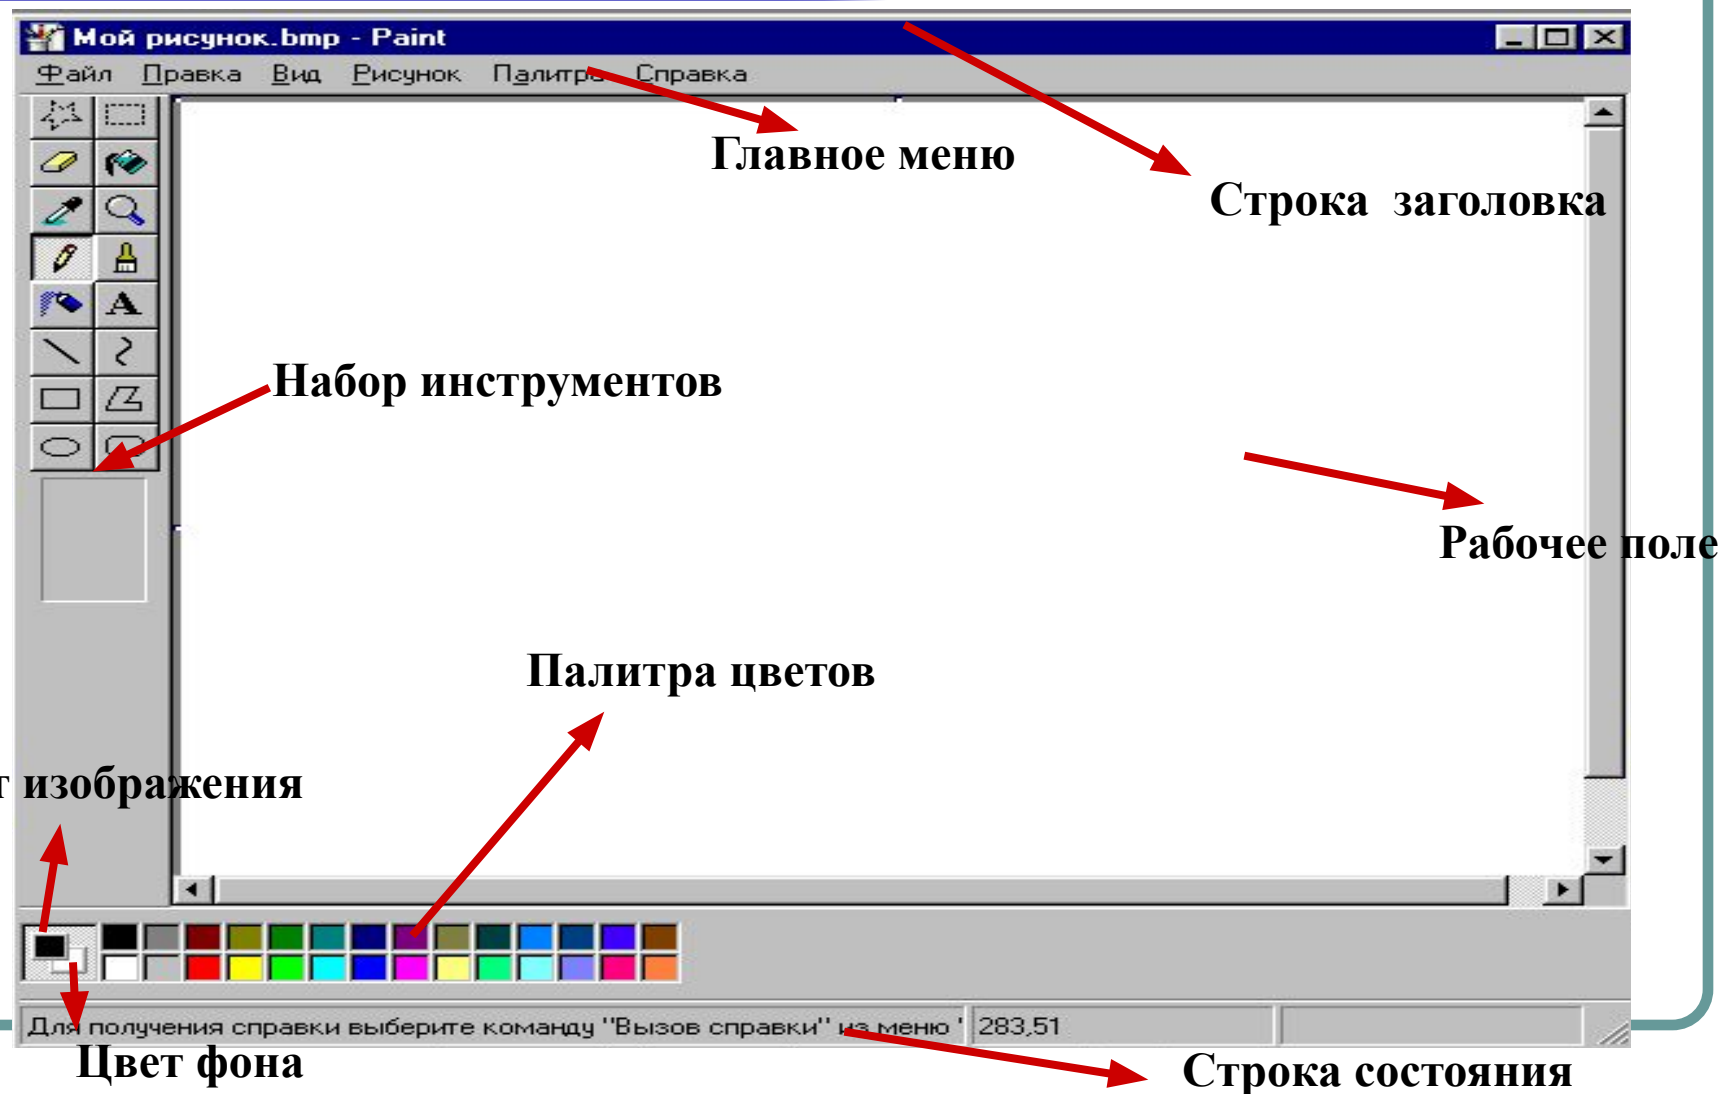 Мой рисунок.bmp - Paint
Файл Правка Вид Рисунок Палитра Справка
Главное меню
Строка заголовка
A
Набор инструментов
Рабочее поле
Палитра цветов
т изображения
Для получения справки выберите команду "Вызов справки" из меню ' 283,51
Цвет фона
Строка состояния